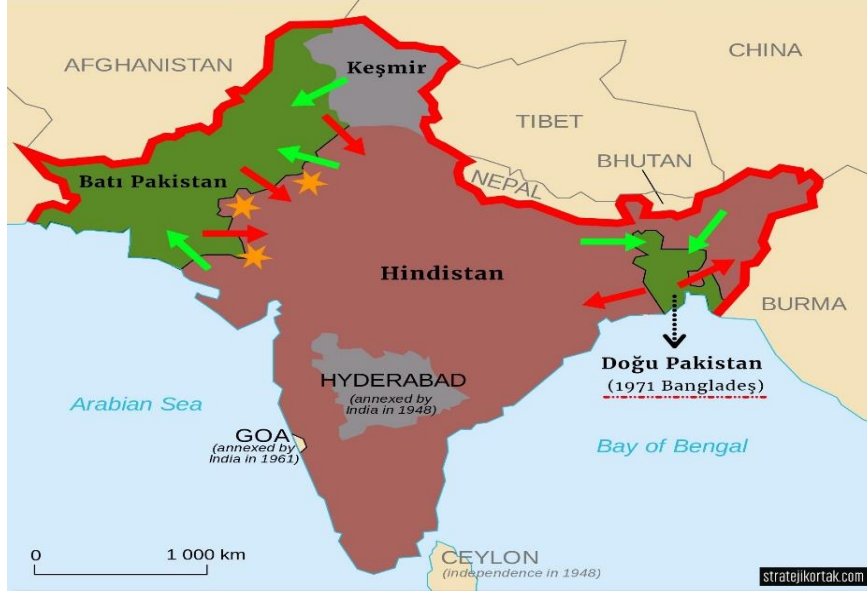 AFGHANISTAN
Keşmir
CHINA
TIBET
BHUTAN
NEPAL
Batı Pakistan
Hindistan
BURMA
Doğu Pakistan
(1971 Bangladeş)
HYDERABAD
(annexed by
India in 1948)
Arabian Sea
GOA
(annexed by
India in 1961)
Bay of Bengal
0
1 000 km
CEYLON
(independence in 1948)
stratejikortak.com